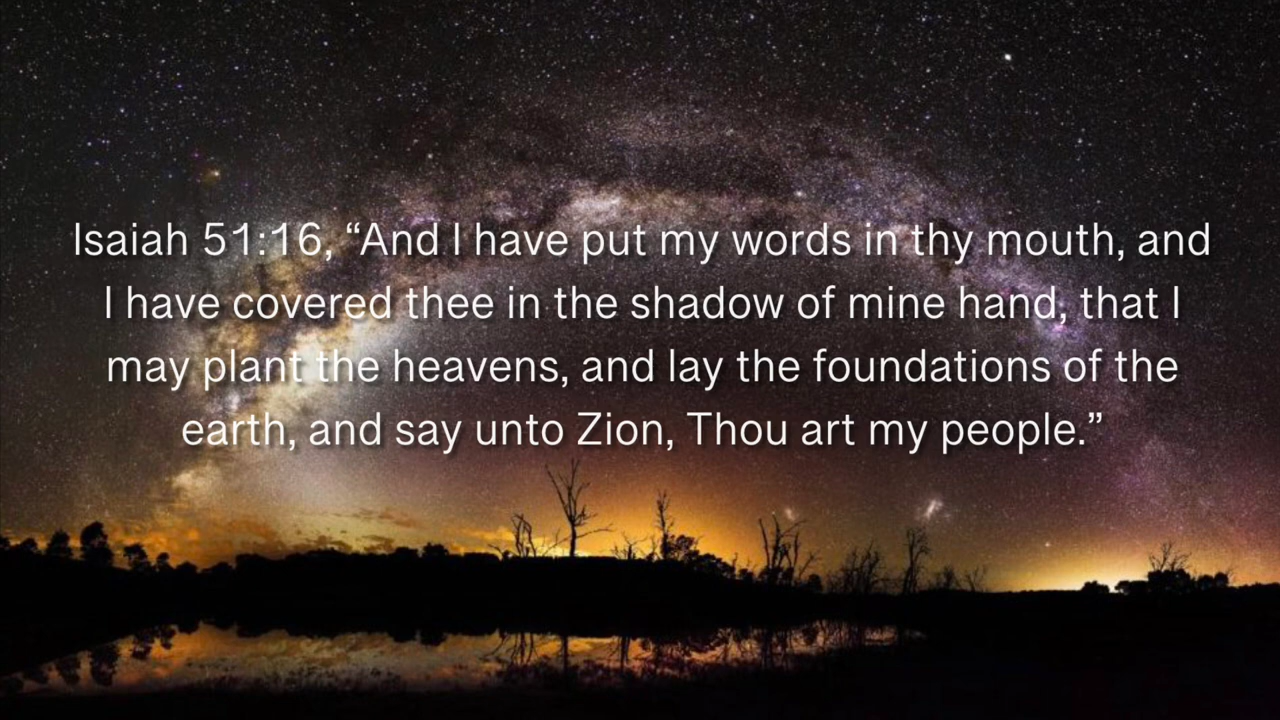 Isaiah 51:16, “And I have put my words in thy mouth, and
I have covered thee in the shadow of mine hand, that I
may plant the heavens, and lay the foundations of the
earth, and say unto Zion, Thou art my people.”